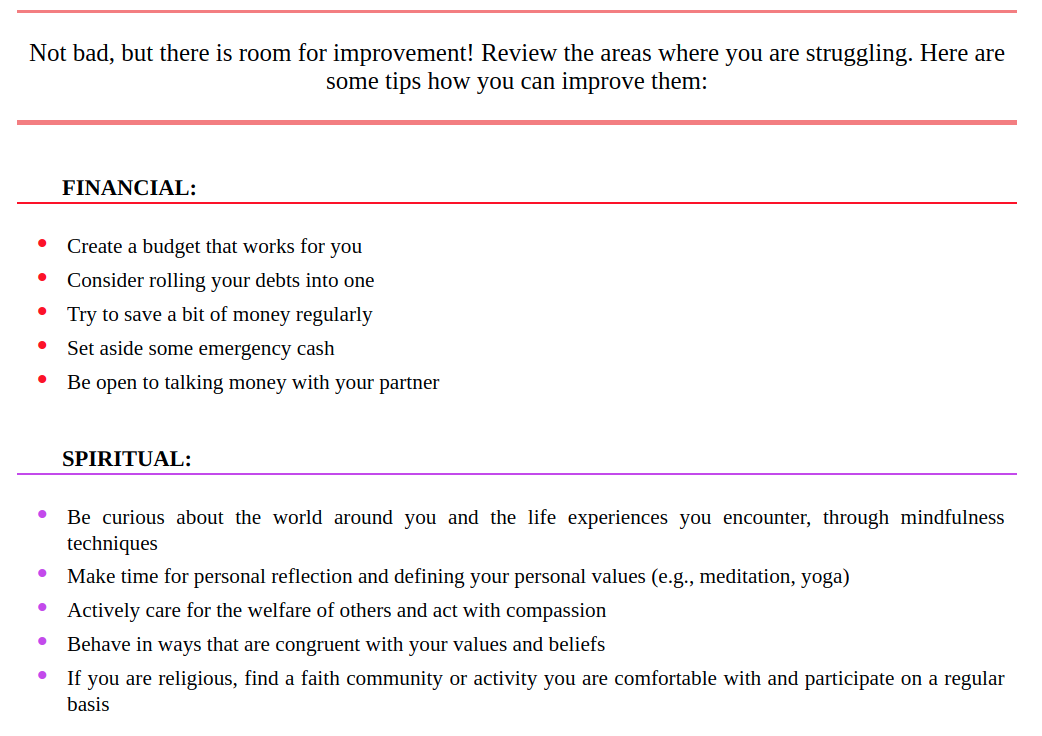 Not bad, but there is room for improvement! Review the areas where you are struggling. Here are
some tips how you can improve them:
FINANCIAL:
Create a budget that works for you
Consider rolling your debts into one
Try to save a bit of money regularly
Set aside some emergency cash
Be open to talking money with your partner
SPIRITUAL:
Be curious about the world around you and the life experiences you encounter, through mindfulness
techniques
Make time for personal reflection and defining your personal values (e.g., meditation, yoga)
Actively care for the welfare of others and act with compassion
Behave in ways that are congruent with your values and beliefs
If you are religious, find a faith community or activity you are comfortable with and participate on a regular
basis